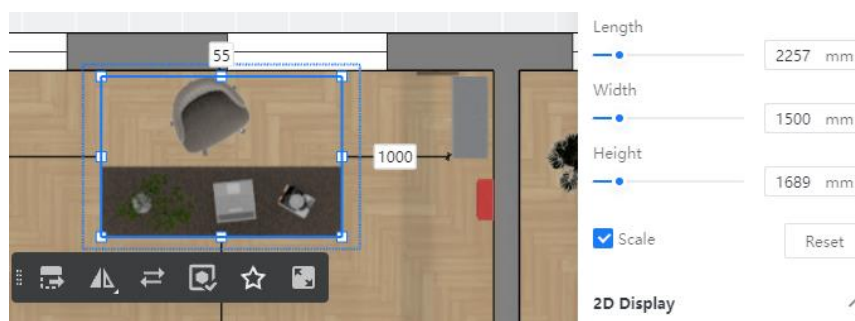 55
1000
Length
2257 mm
Width
1500 mm
Height
1689 mm
Scale
Reset
2D Display